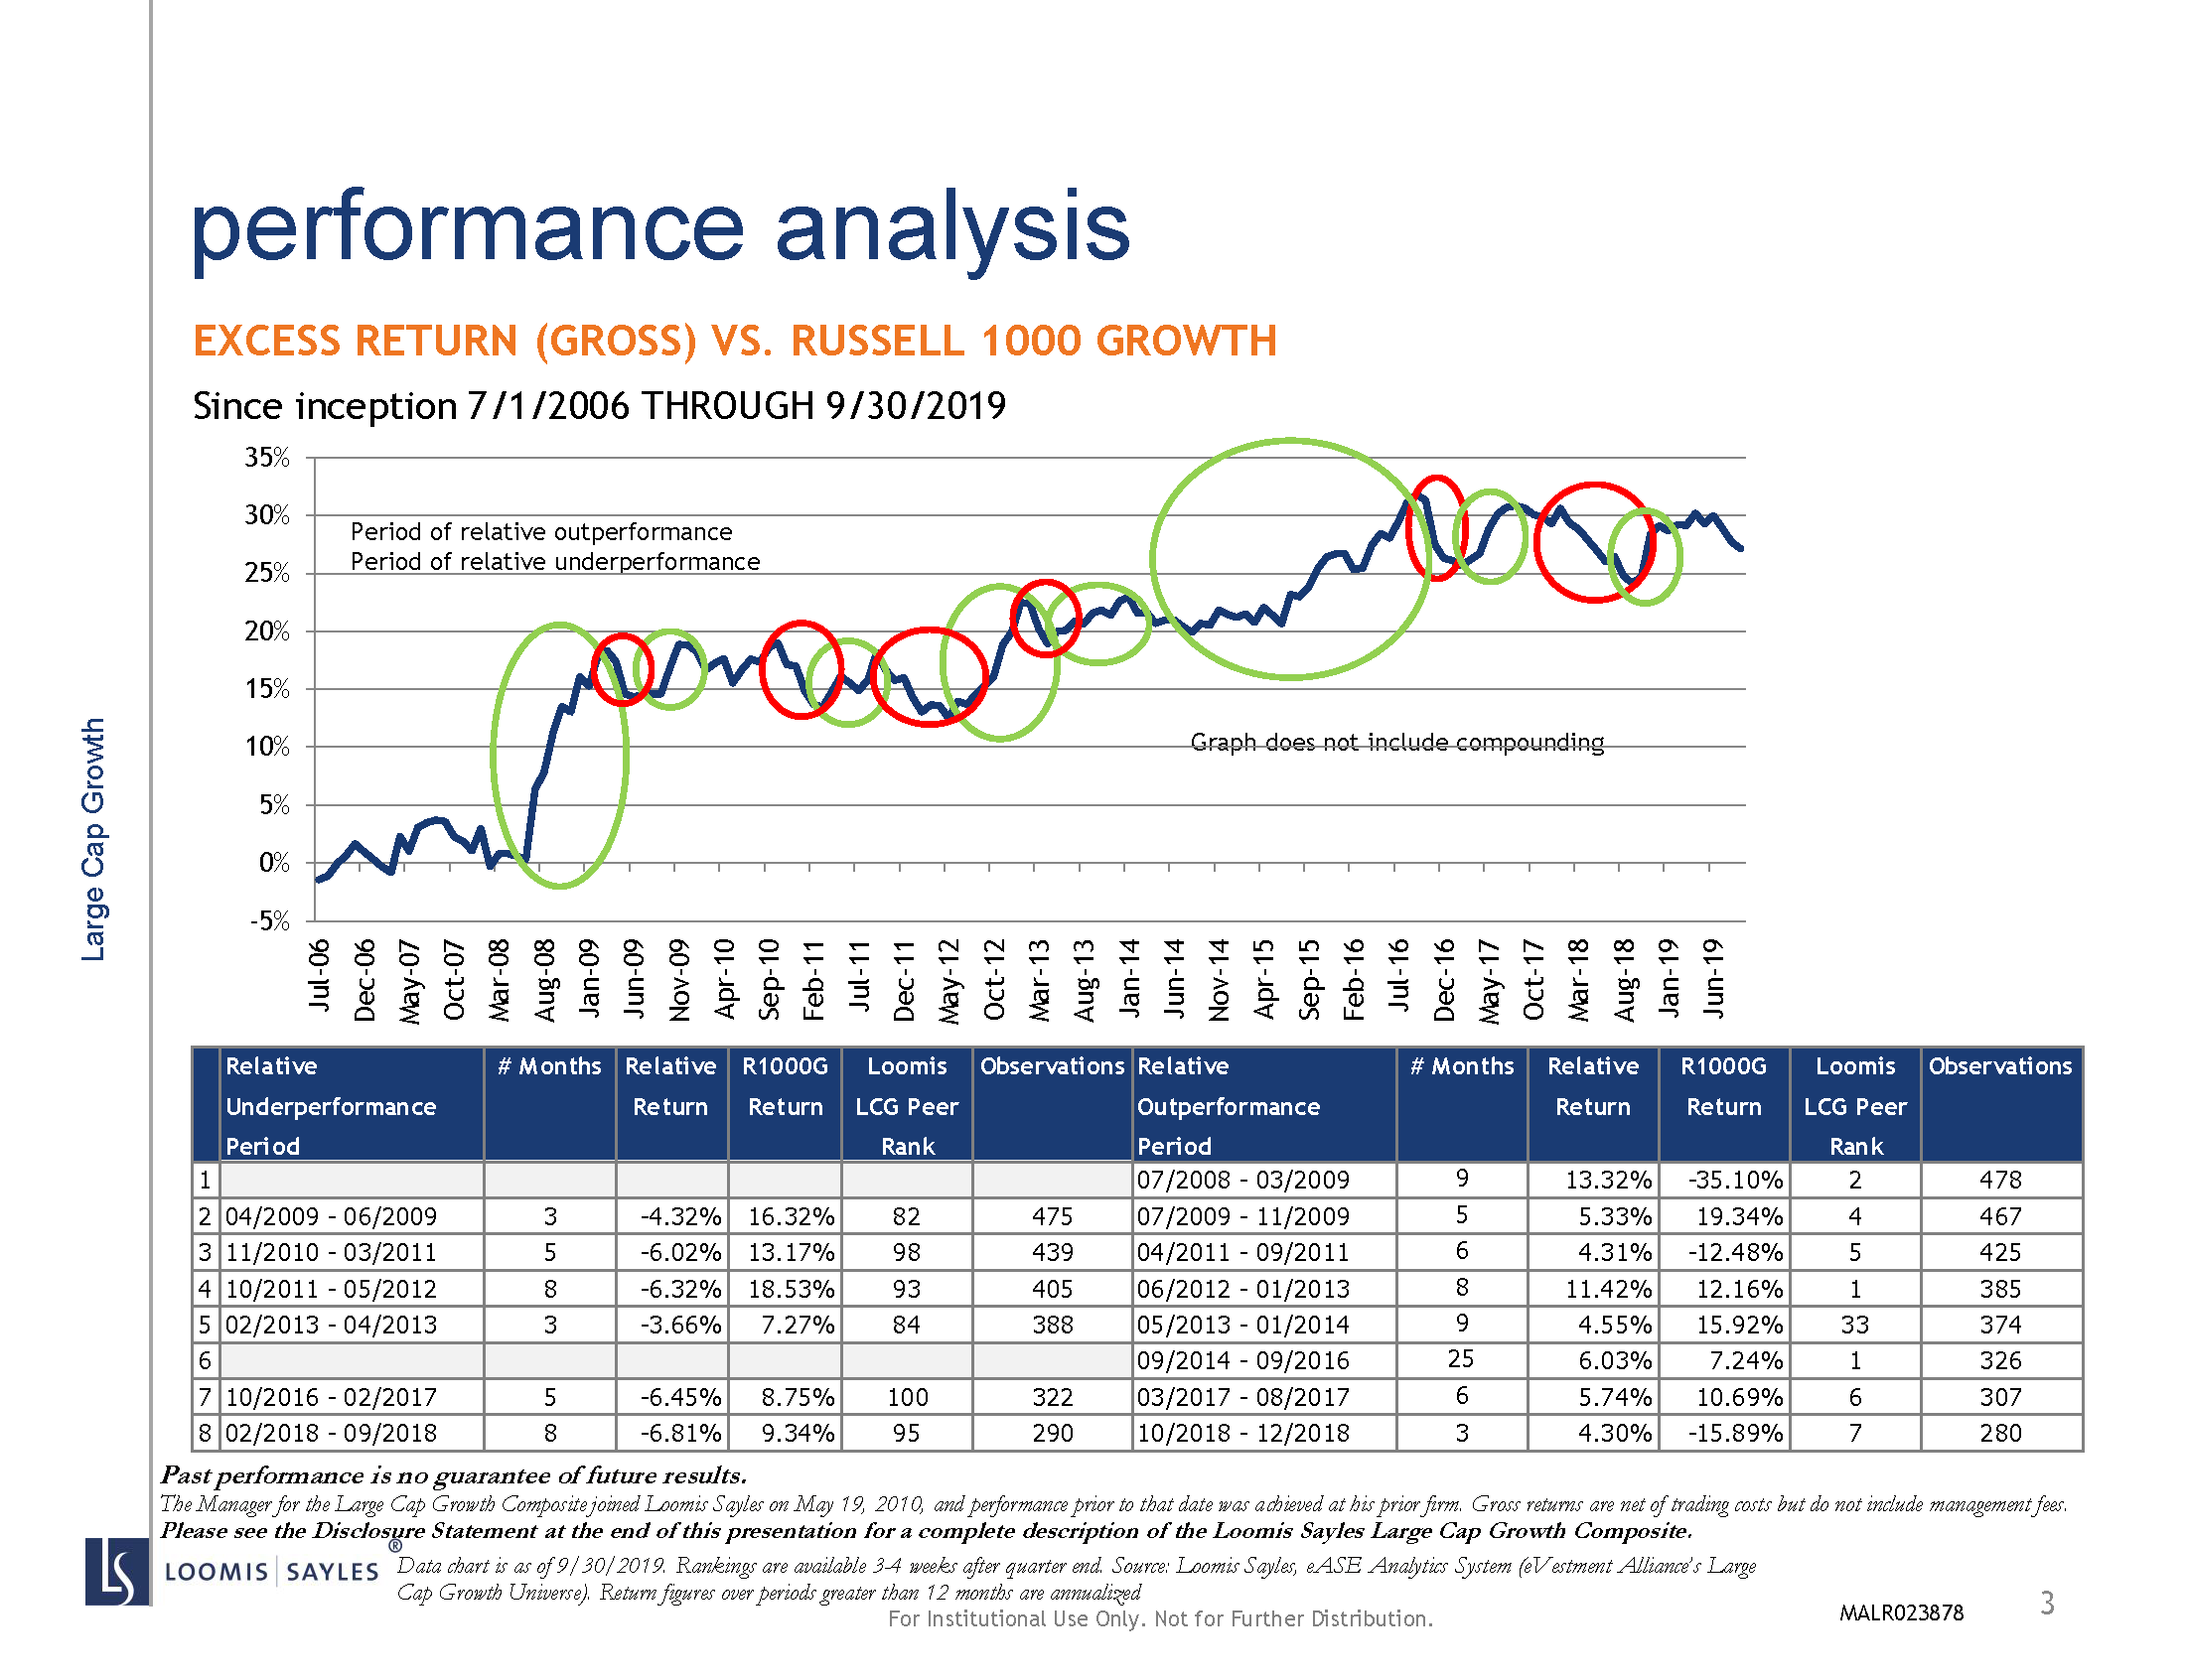 performance analysis
EXCESS RETURN (GROSS) VS. RUSSELL 1000 GROWTH
Since inception 7/1/2006 THROUGH 9/30/2019
35%
30%
25%
20%
15%
10%
5%
0%
-5%
Period of relative outperformance
Period of relative underperformance
Graph does not include compounding
Jul-06 Dec-06 May-07 Oct-07 Mar-08 Aug-08 Jan-09 Jun-09 Nov-09 Apr-10 Sep-10 Feb-11 Jul-11 Dec-11 May-12 Oct-12 Mar-13 Aug-13 Jan-14 Jun-14 Nov-14 Apr-15 Sep-15 Feb-16 Jul-16 Dec-16 May-17 Oct-17 Mar-18 Aug-18 Jan-19 Jun-19
Large Cap Growth
Relative # Months Relative R1000G Loomis Observations Relative # Months Relative R1000G Loomis Observations
Underperformance Return Return LCG Peer Outperformance Return Return LCG Peer
Period Rank Period Rank
1 07/2008 - 03/2009 9 13.32% -35.10% 2 478
2 04/2009 - 06/2009 3 -4.32% 16.32% 82 475 07/2009 - 11/2009 5 5.33% 19.34% 4 467
3 11/2010 - 03/2011 5 -6.02% 13.17% 98 439 04/2011 - 09/2011 6 4.31% -12.48% 5 425
4 10/2011 - 05/2012 8 -6.32% 18.53% 93 405 06/2012 - 01/2013 8 11.42% 12.16% 1 385
5 02/2013 - 04/2013 3 -3.66% 7.27% 84 388 05/2013 - 01/2014 9 4.55% 15.92% 33 374
6 09/2014 - 09/2016 25 6.03% 7.24% 1 326
7 10/2016 - 02/2017 5 -6.45% 8.75% 100 322 03/2017 - 08/2017 6 5.74% 10.69% 6 307
8 02/2018 - 09/2018 8 -6.81% 9.34% 95 290 10/2018 - 12/2018 3 4.30% -15.89% 7 280
Past performance is no guarantee of future results.
The Manager for the Large Cap Growth Composite joined Loomis Sayles on May 19, 2010, and performance prior to that date was achieved at his prior firm. Gross returns are net of trading costs but do not include management fees.
Please see the Disclosure Statement at the end of this presentation for a complete description of the Loomis Sayles Large Cap Growth Composite.
LS LOOMIS | SAYLES ®
Data chart is as of 9/30/2019. Rankings are available 3-4 weeks after quarter end. Source: Loomis Sayles, eASE Analytics System (eVestment Alliance's Large
Cap Growth Universe). Return figures over periods greater than 12 months are annualized
For Institutional Use Only. Not for Further Distribution.
MALR023878
3